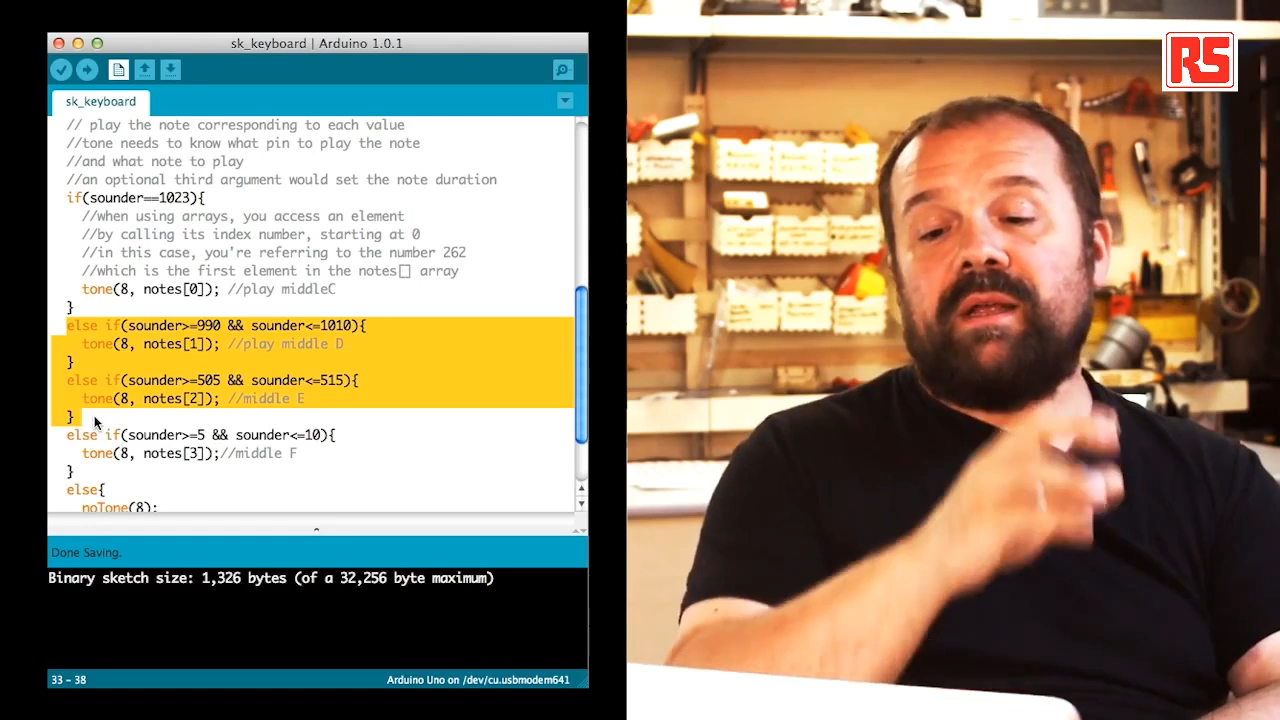 sk_keyboard | Arduino 1.0.1
sk_keyboard
// play the note corresponding to each value
//tone needs to know what pin to play the note
//and what note to play
//an optional third argument would set the note duration
if(sounder==1023){
//when using arrays, you access an element
//by calling its index number, starting at 0
//in this case, you're referring to the number 262
//which is the first element in the notes[] array
tone(8, notes[0]); //play middleC
}
else if(sounder>=990 && sounder<=1010){
tone(8, notes[1]); //play middle D
}
else if(sounder>=505 && sounder<=515){
tone(8, notes[2]); //middle E
}
else if(sounder>=5 && sounder<=10){
tone(8, notes[3]);//middle F
}
else{
noTone(8);
Done Saving.
Binary sketch size: 1,326 bytes (of a 32,256 byte maximum)
33 - 38
Arduino Uno on /dev/cu.usbmodem641
RS